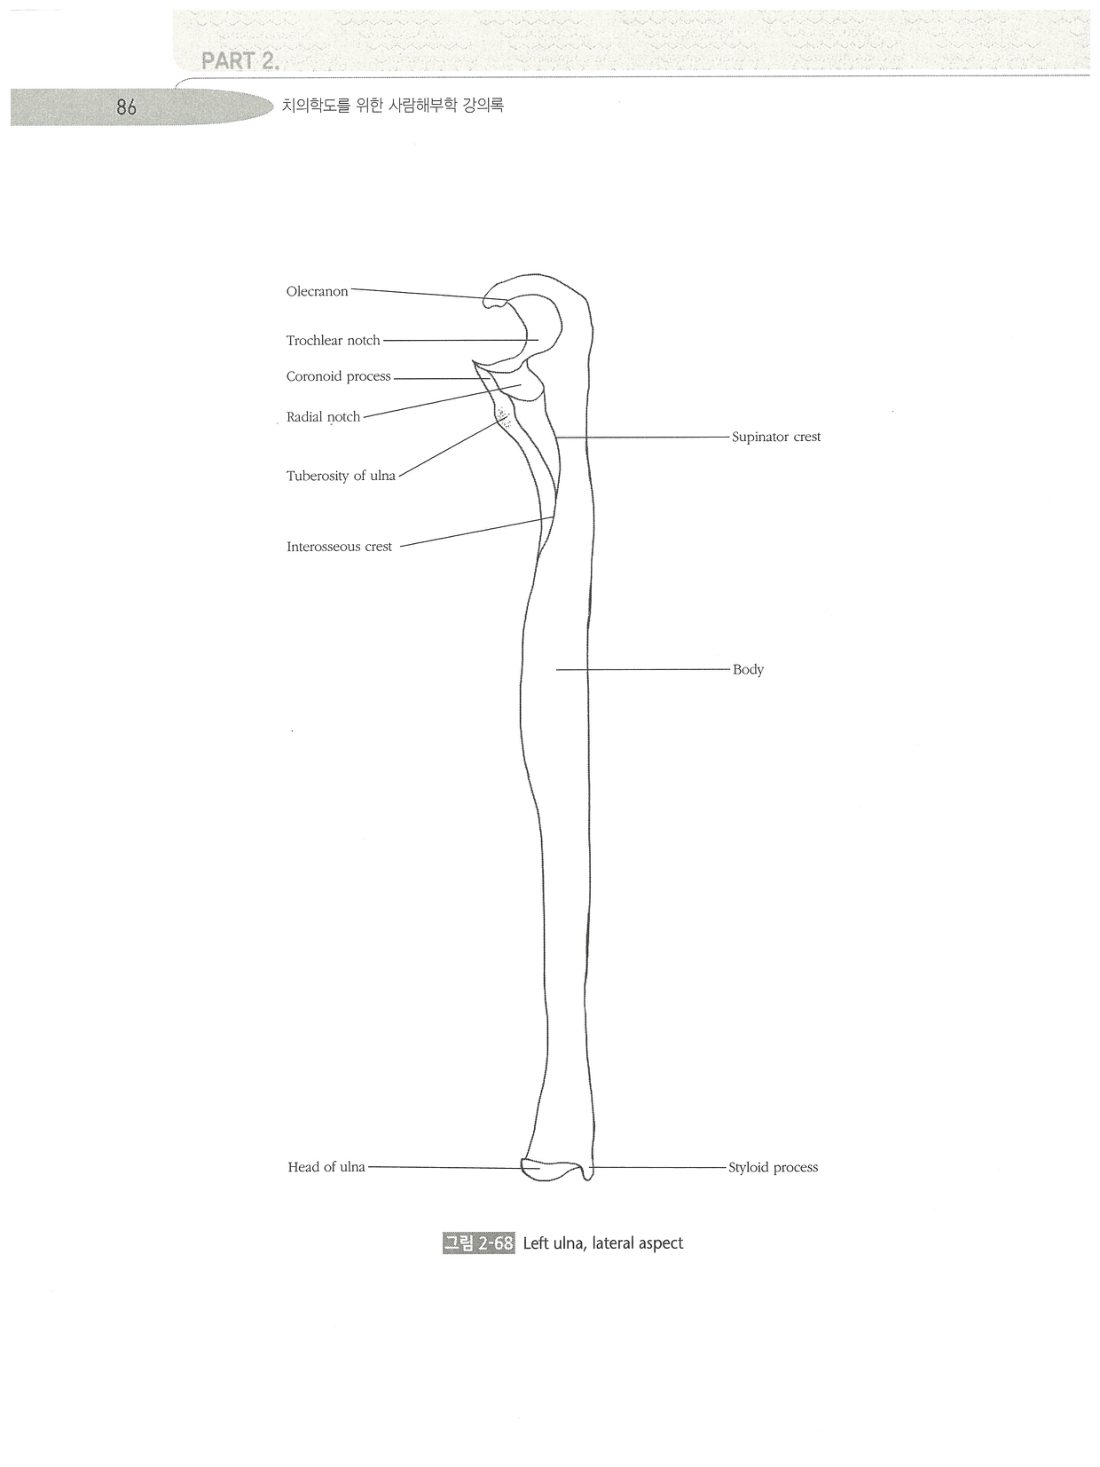 PART 2.
86
치의학도를 위한 사람해부학 강의록
Olecranon
Trochlear notch
Coronoid process
Radial notch
Supinator crest
Tuberosity of ulna
Interosseous crest
Body
Head of ulna
Styloid process
그림 2-68 Left ulna, lateral aspect